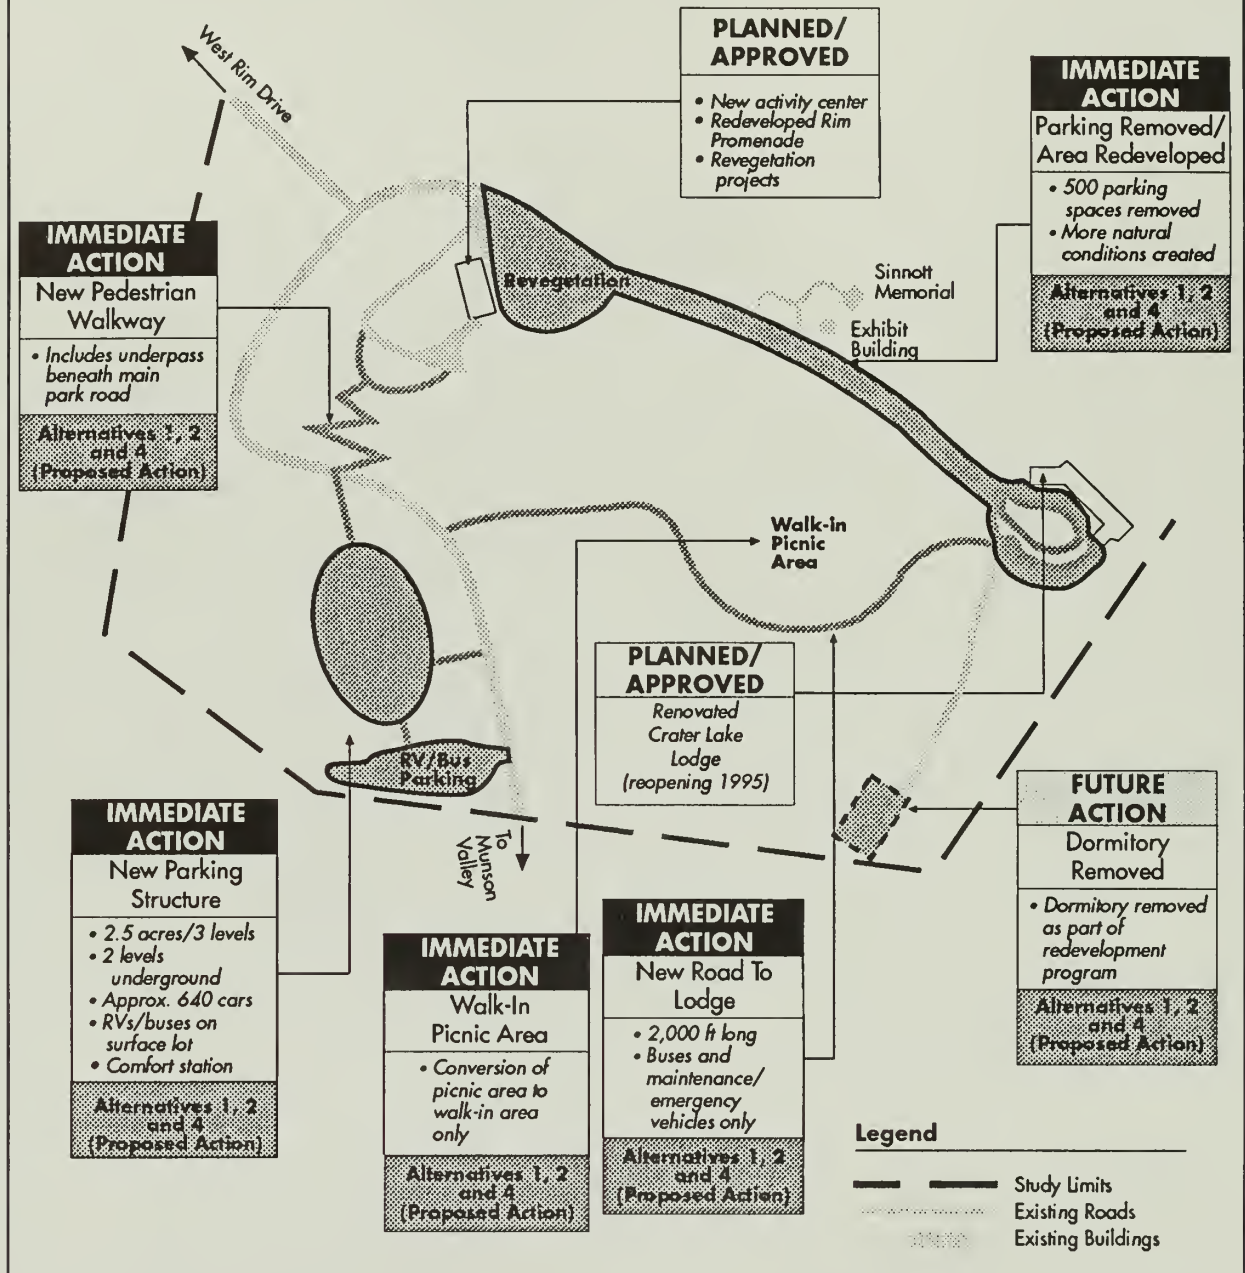 West Rim Drive
PLANNED/
APPROVED
• New activity center
• Redeveloped Rim
Promenade
• Revegetation
projects
IMMEDIATE
ACTION
Parking Removed/
Area Redeveloped
• 500 parking
spaces removed
• More natural
conditions created
Alternatives 1, 2
and 4
(Proposed Action)
IMMEDIATE
ACTION
New Pedestrian
Walkway
• Includes underpass
beneath main
park road
Alternatives 1, 2
and 4
(Proposed Action)
Revegetation
Sinnott
Memorial
Exhibit
Building
Walk-in
Picnic
Area
PLANNED/
APPROVED
Renovated
Crater Lake
Lodge
(reopening 1995)
RV/Bus
Parking
To
Munson
Valley
IMMEDIATE
ACTION
New Parking
Structure
• 2.5 acres/3 levels
• 2 levels
underground
• Approx. 640 cars
• RVs/buses on
surface lot
• Comfort station
Alternatives 1, 2
and 4
(Proposed Action)
IMMEDIATE
ACTION
Walk-In
Picnic Area
• Conversion of
picnic area to
walk-in area
only
Alternatives 1, 2
and 4
(Proposed Action)
IMMEDIATE
ACTION
New Road To
Lodge
• 2,000 ft long
• Buses and
maintenance/
emergency
vehicles only
Alternatives 1, 2
and 4
(Proposed Action)
FUTURE
ACTION
Dormitory
Removed
• Dormitory removed
as part of
redevelopment
program
Alternatives 1, 2
and 4
(Proposed Action)
Legend
Study Limits
Existing Roads
Existing Buildings